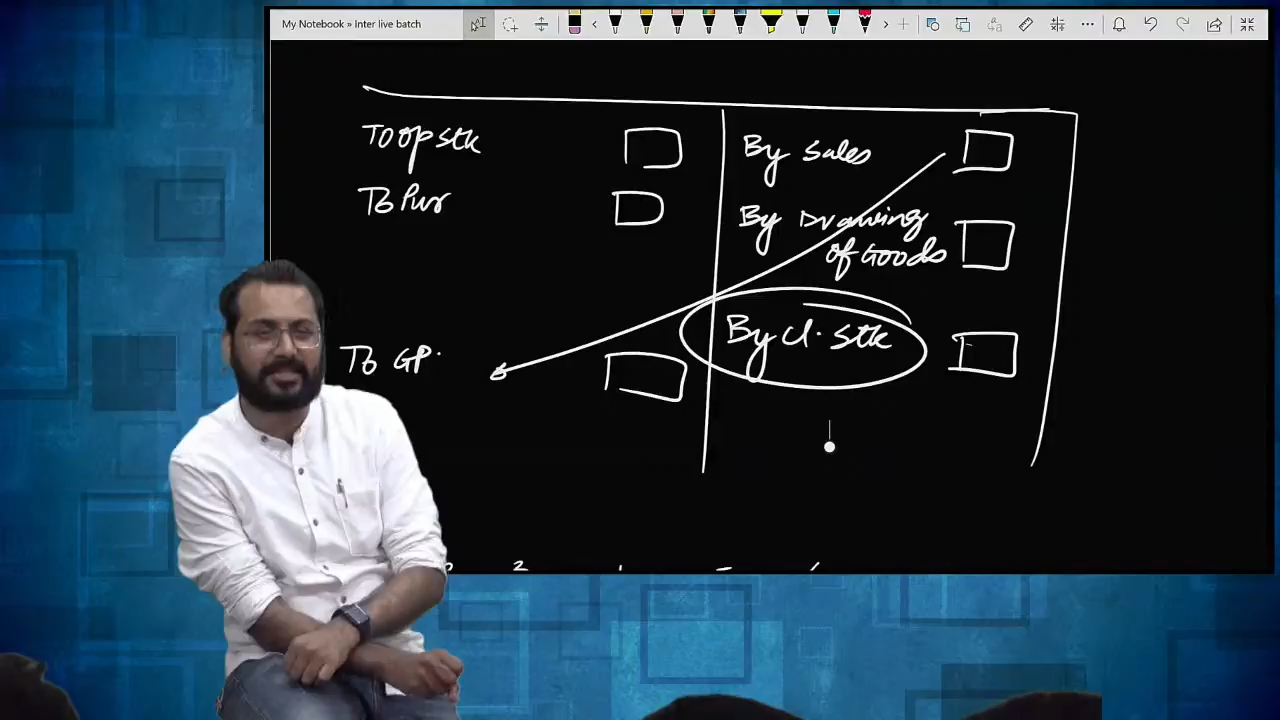 My Notebook » Inter live batch
To op stk
To Pur
To GP.
By Sales
By Drawing
of Goods
By cl. stk